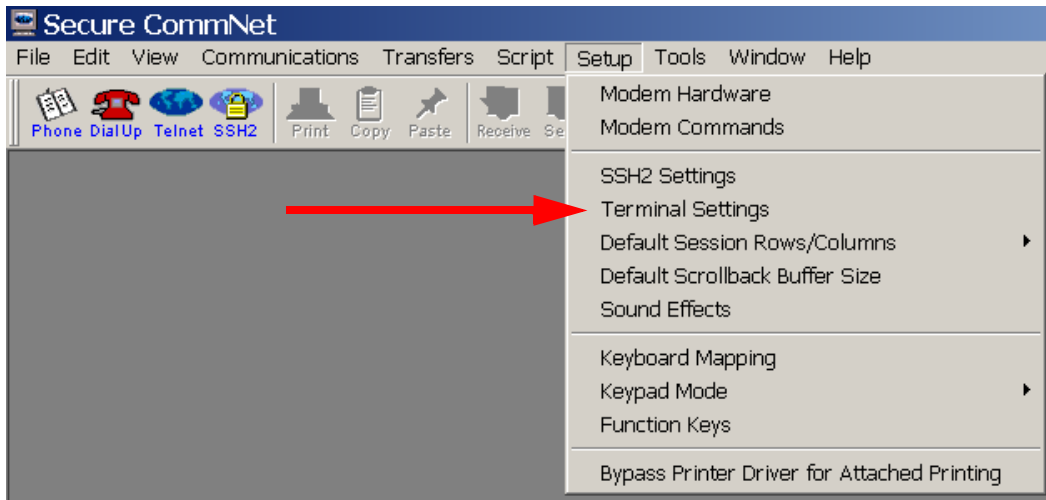 Secure CommNet
File Edit View Communications Transfers Script Setup Tools Window Help
Phone DialUp Telnet SSH2 Print Copy Paste Receive Se
Modem Hardware
Modem Commands
SSH2 Settings
Terminal Settings
Default Session Rows/Columns
Default Scrollback Buffer Size
Sound Effects
Keyboard Mapping
Keypad Mode
Function Keys
Bypass Printer Driver for Attached Printing